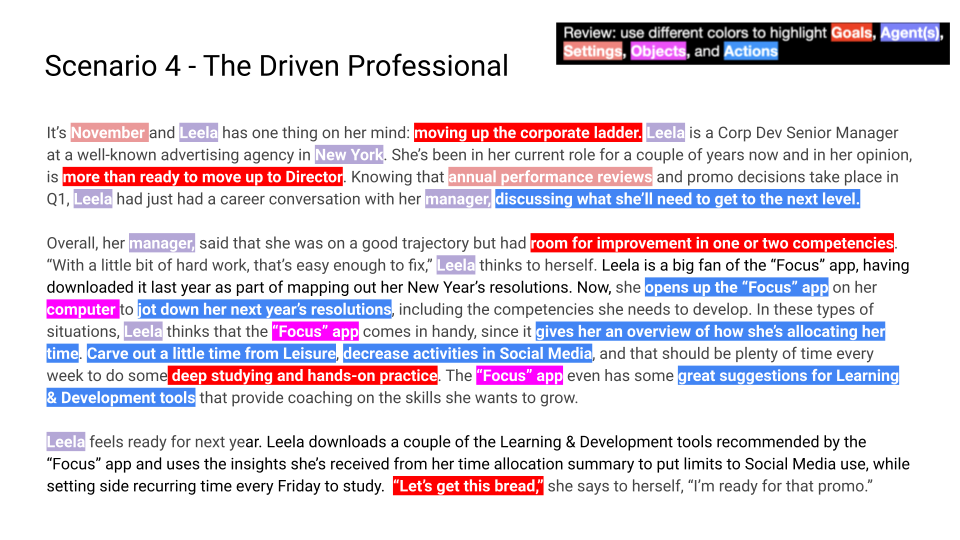 Review: use different colors to highlight Goals, Agent(s),
Settings, Objects, and Actions
Scenario 4 - The Driven Professional
It's November and Leela has one thing on her mind: moving up the corporate ladder. Leela is a Corp Dev Senior Manager
at a well-known advertising agency in New York. She's been in her current role for a couple of years now and in her opinion,
is more than ready to move up to Director. Knowing that annual performance reviews and promo decisions take place in
Q1, Leela had just had a career conversation with her manager, discussing what she'll need to get to the next level.
Overall, her manager, said that she was on a good trajectory but had room for improvement in one or two competencies.
“With a little bit of hard work, that's easy enough to fix,” Leela thinks to herself. Leela is a big fan of the “Focus” app, having
downloaded it last year as part of mapping out her New Year's resolutions. Now, she opens up the “Focus” app on her
computer to jot down her next year's resolutions, including the competencies she needs to develop. In these types of
situations, Leela thinks that the “Focus” app comes in handy, since it gives her an overview of how she's allocating her
time. Carve out a little time from Leisure, decrease activities in Social Media, and that should be plenty of time every
week to do some deep studying and hands-on practice. The “Focus” app even has some great suggestions for Learning
& Development tools that provide coaching on the skills she wants to grow.
Leela feels ready for next year. Leela downloads a couple of the Learning & Development tools recommended by the
“Focus” app and uses the insights she's received from her time allocation summary to put limits to Social Media use, while
setting side recurring time every Friday to study. “Let's get this bread,” she says to herself, “I'm ready for that promo.”